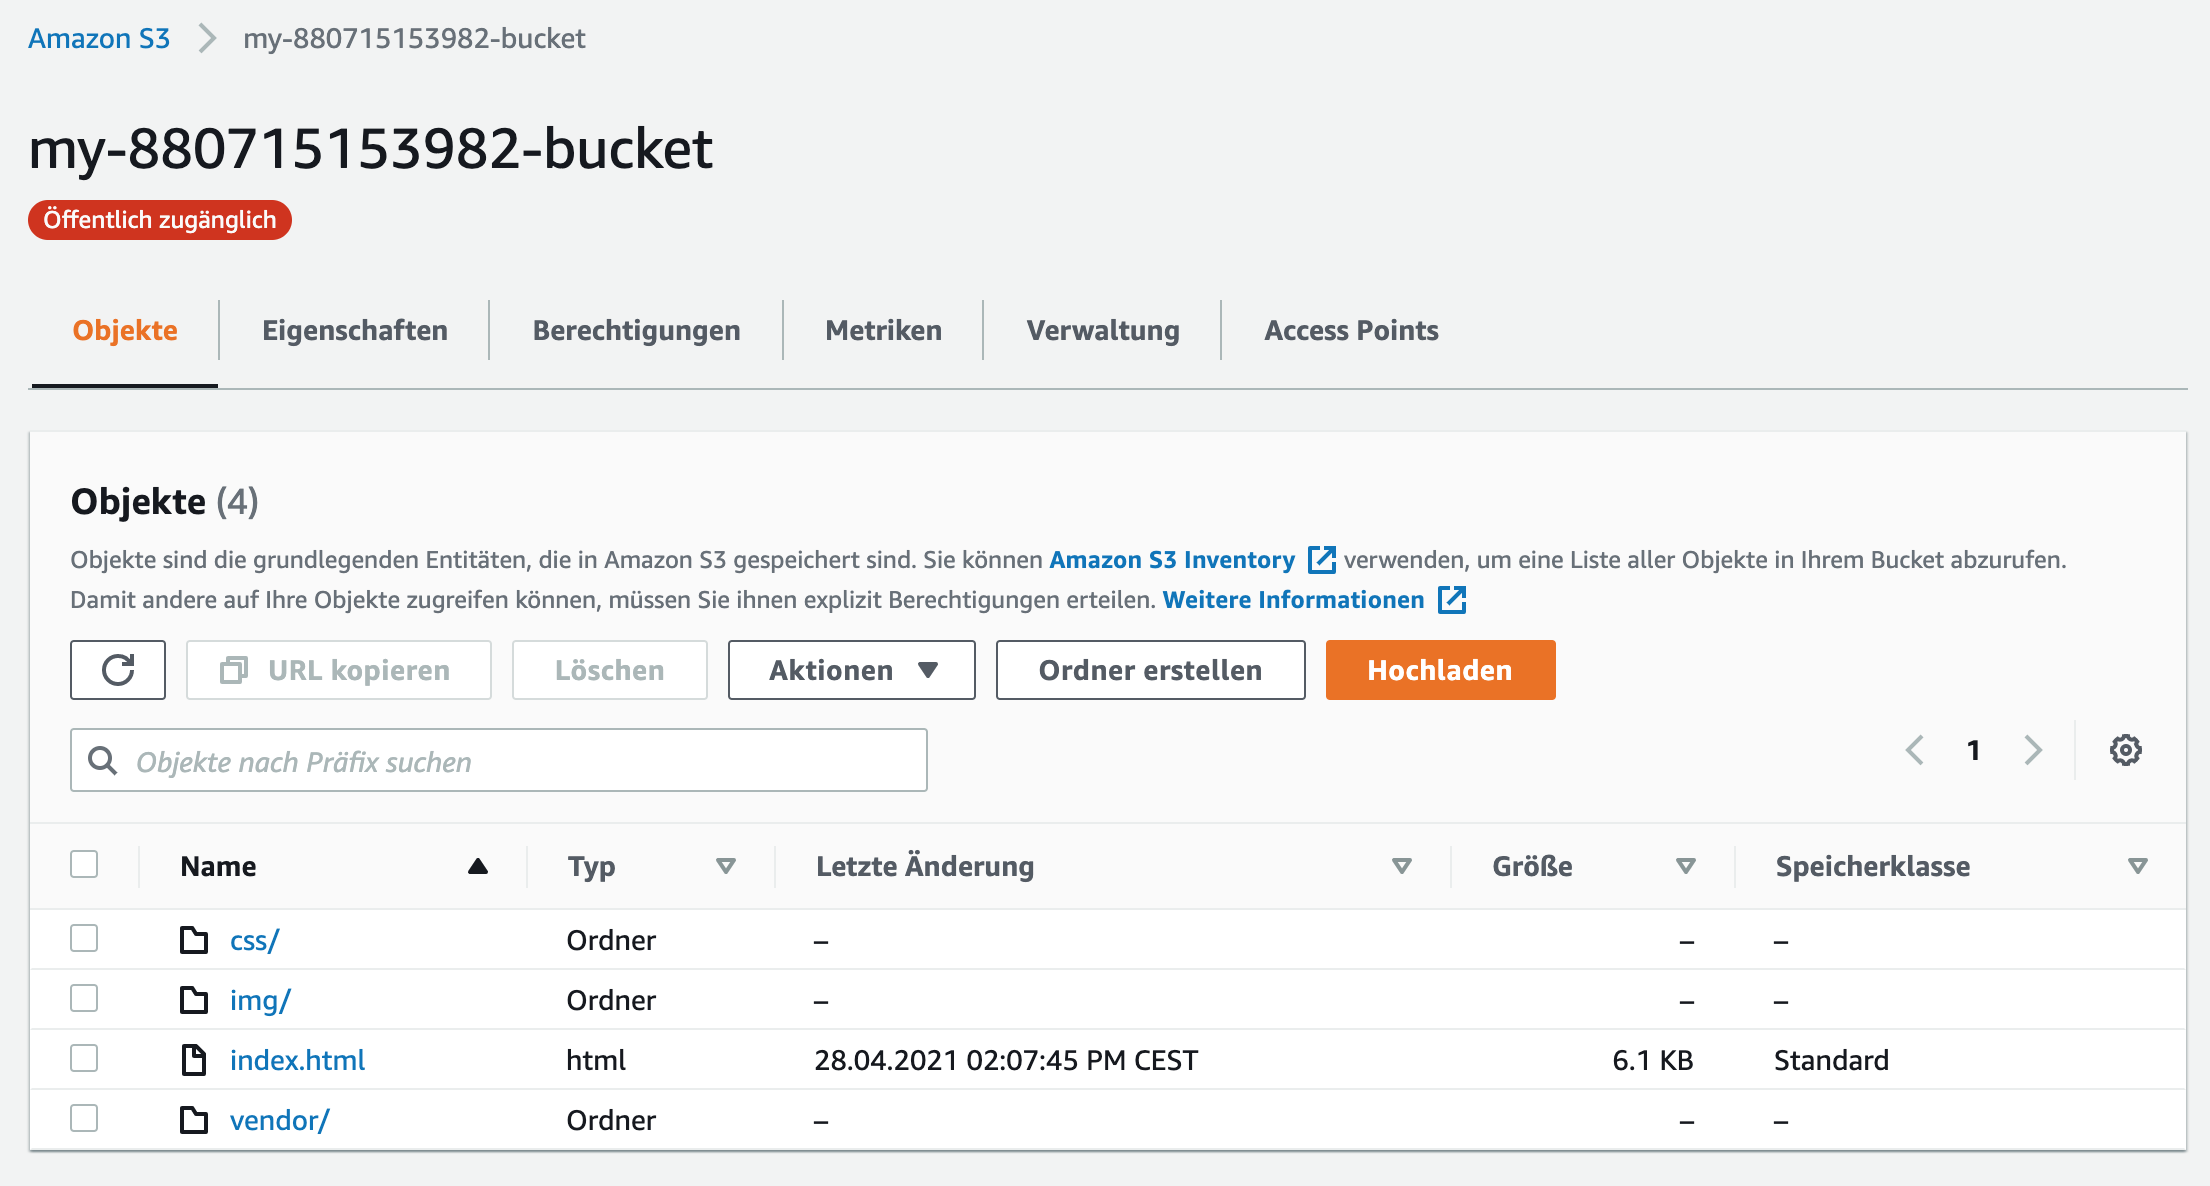 Amazon S3 my-880715153982-bucket
my-880715153982-bucket
Öffentlich zugänglich
Objekte Eigenschaften Berechtigungen Metriken Verwaltung Access Points
Objekte (4)
Objekte sind die grundlegenden Entitäten, die in Amazon S3 gespeichert sind. Sie können Amazon S3 Inventory verwenden, um eine Liste aller Objekte in Ihrem Bucket abzurufen.
Damit andere auf Ihre Objekte zugreifen können, müssen Sie ihnen explizit Berechtigungen erteilen. Weitere Informationen
URL kopieren Löschen Aktionen Ordner erstellen Hochladen
Objekte nach Präfix suchen 1
Name Typ Letzte Änderung Größe Speicherklasse
css/ Ordner – – –
img/ Ordner – – –
index.html html 28.04.2021 02:07:45 PM CEST 6.1 KB Standard
vendor/ Ordner – – –